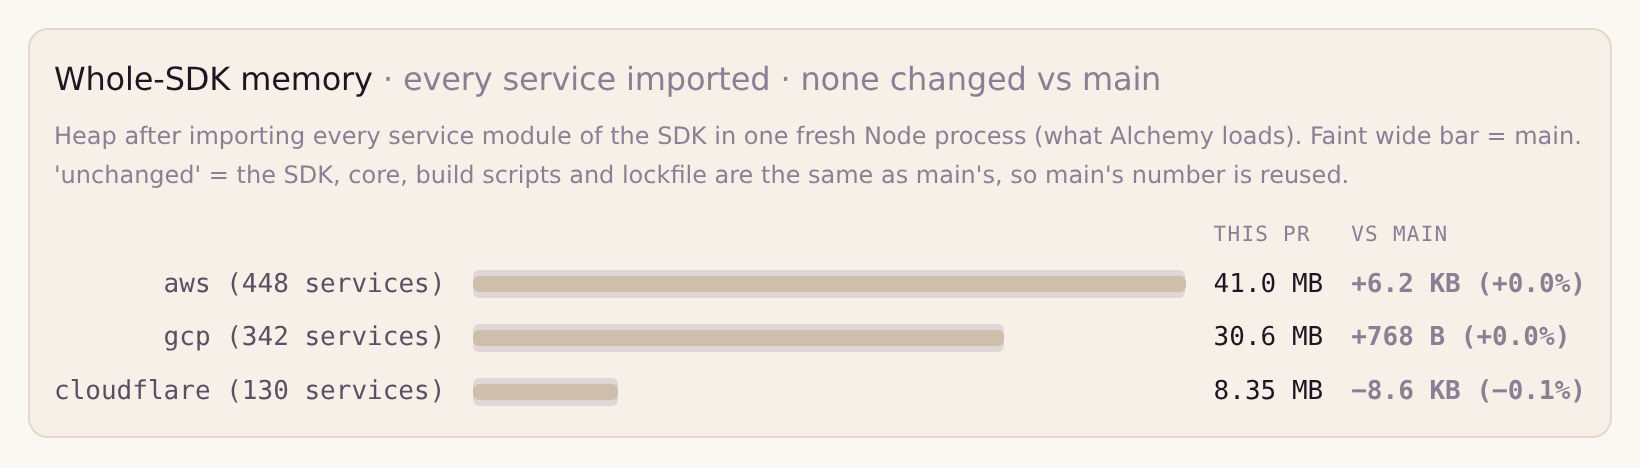 Whole-SDK memory · every service imported · none changed vs main
Heap after importing every service module of the SDK in one fresh Node process (what Alchemy loads). Faint wide bar = main.
'unchanged' = the SDK, core, build scripts and lockfile are the same as main's, so main's number is reused.
THIS PR VS MAIN
aws (448 services) 41.0 MB +6.2 KB (+0.0%)
gcp (342 services) 30.6 MB +768 B (+0.0%)
cloudflare (130 services) 8.35 MB −8.6 KB (−0.1%)